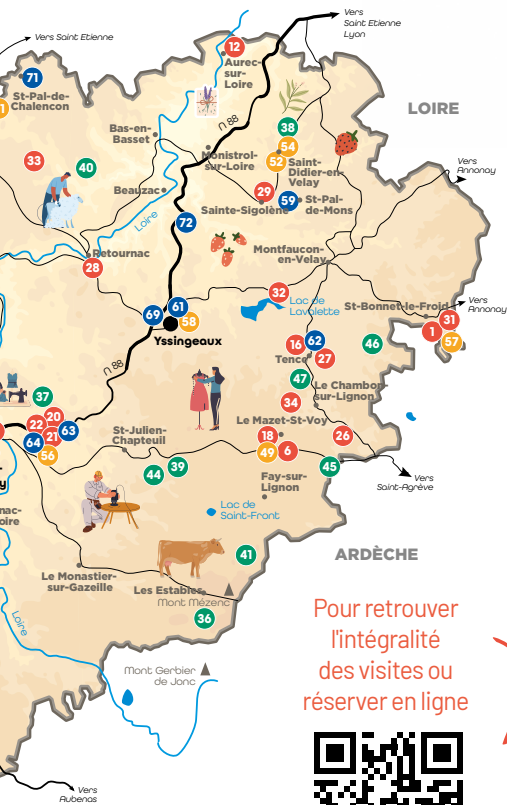 Vers
Saint Etienne
Lyon
Vers Saint Etienne
12
Aurec-
sur-
Loire
71
St-Pal-de-
Chalencon
LOIRE
n 88
38
54
52
Saint-
Didier-en-
Velay
Bas-en-
Basset
Monistrol-
sur-Loire
33
40
Vers
Annonay
Beauzac
29
59
Sainte-Sigolène
St-Pal-
de-Mons
Loire
72
Retournac
28
Montfaucon-
en-Velay
32
Lac de
Lavalette
St-Bonnet-le-Froid
Vers
Annonay
31
1
57
69
61
58
Yssingeaux
16
62
27
Tence
46
n 88
47
Le Chambon-
sur-Lignon
34
37
20
22
21
63
64
56
St-Julien-
Chapteuil
Le Mazet-St-Voy
18
6
49
26
44
39
45
Vers
Saint-Agrève
Fay-sur-
Lignon
Lac de
Saint-Front
41
ARDÈCHE
Le Monastier-
sur-Gazeille
Les Estables
Mont Mézenc
36
Loire
Mont Gerbier
de Jonc
Pour retrouver
l'intégralité
des visites ou
réserver en ligne
Vers
Aubenas